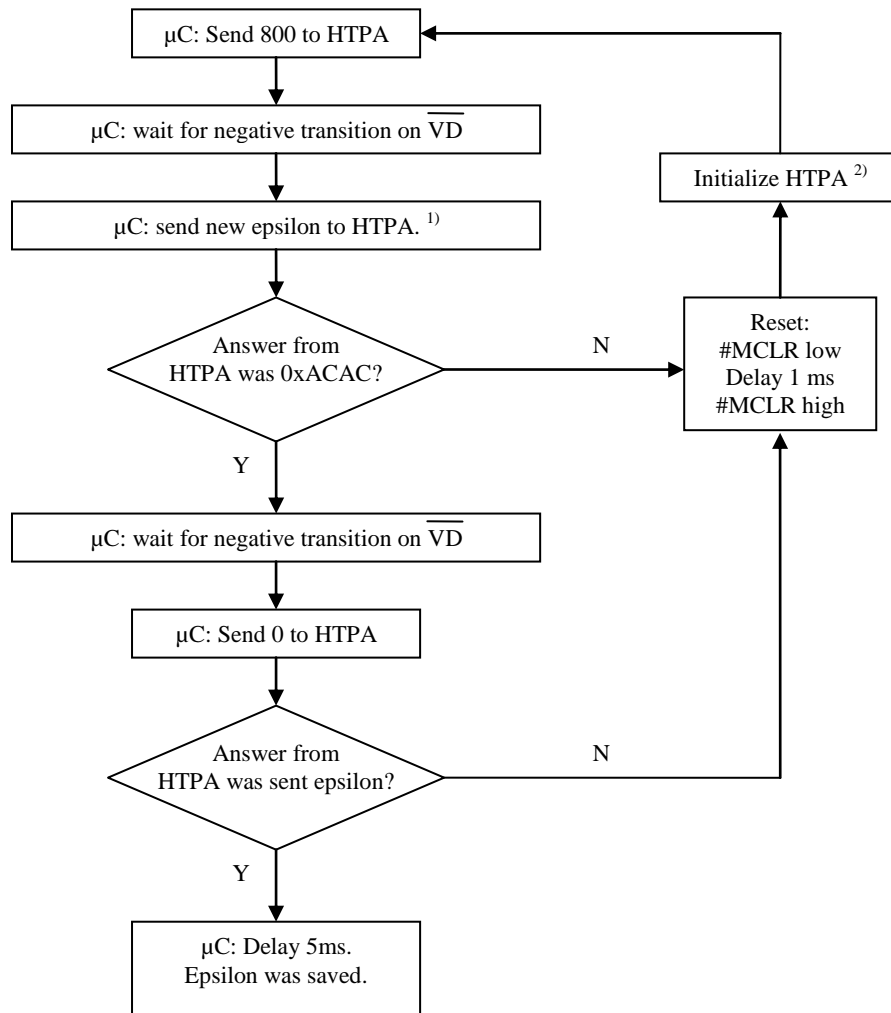 µC: Send 800 to HTPA
µC: wait for negative transition on V̅D̅
Initialize HTPA ²⁾
µC: send new epsilon to HTPA. ¹⁾
Answer from
HTPA was 0xACAC?
N
Reset:
#MCLR low
Delay 1 ms
#MCLR high
Y
µC: wait for negative transition on V̅D̅
µC: Send 0 to HTPA
Answer from
HTPA was sent epsilon?
N
Y
µC: Delay 5ms.
Epsilon was saved.